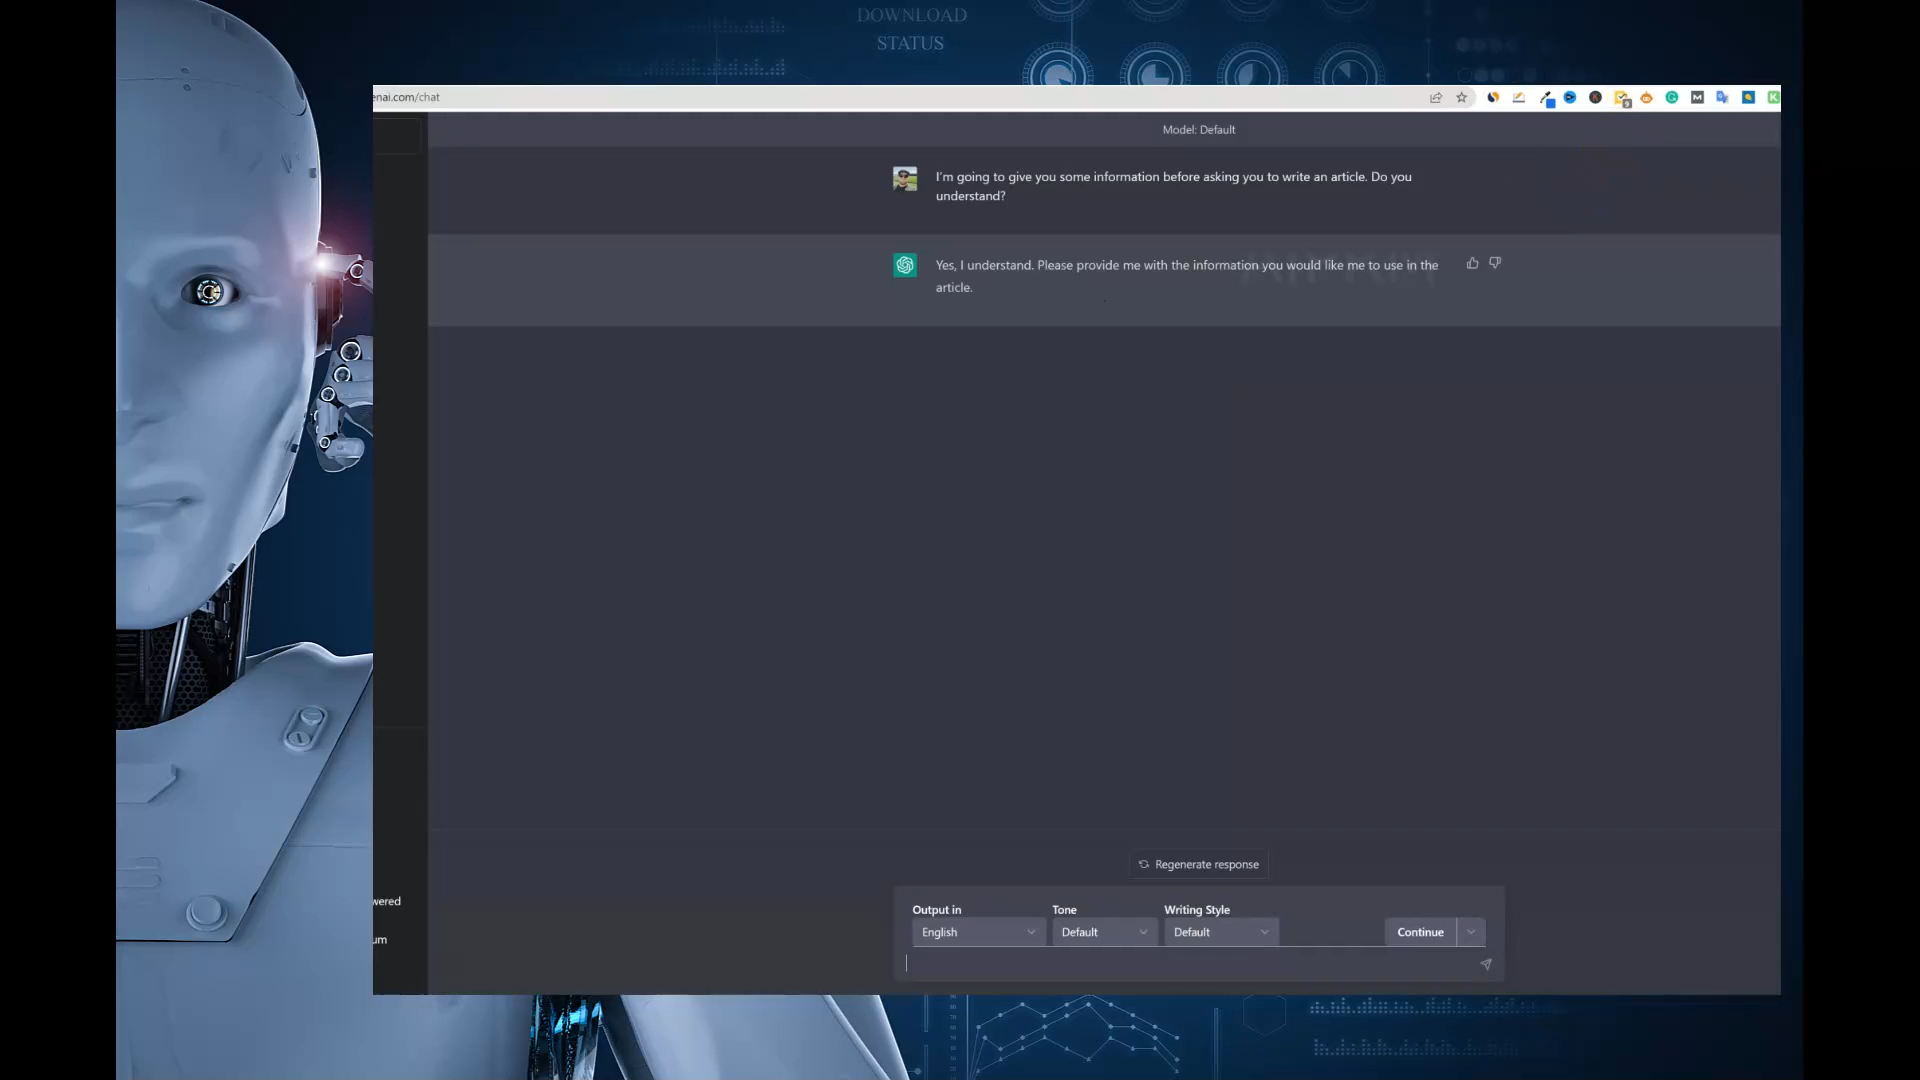 DOWNLOAD
STATUS
enai.com/chat
Model: Default
I'm going to give you some information before asking you to write an article. Do you
understand?
Yes, I understand. Please provide me with the information you would like me to use in the
article.
Regenerate response
wered
um
Output in
Tone
Writing Style
English
Default
Default
Continue